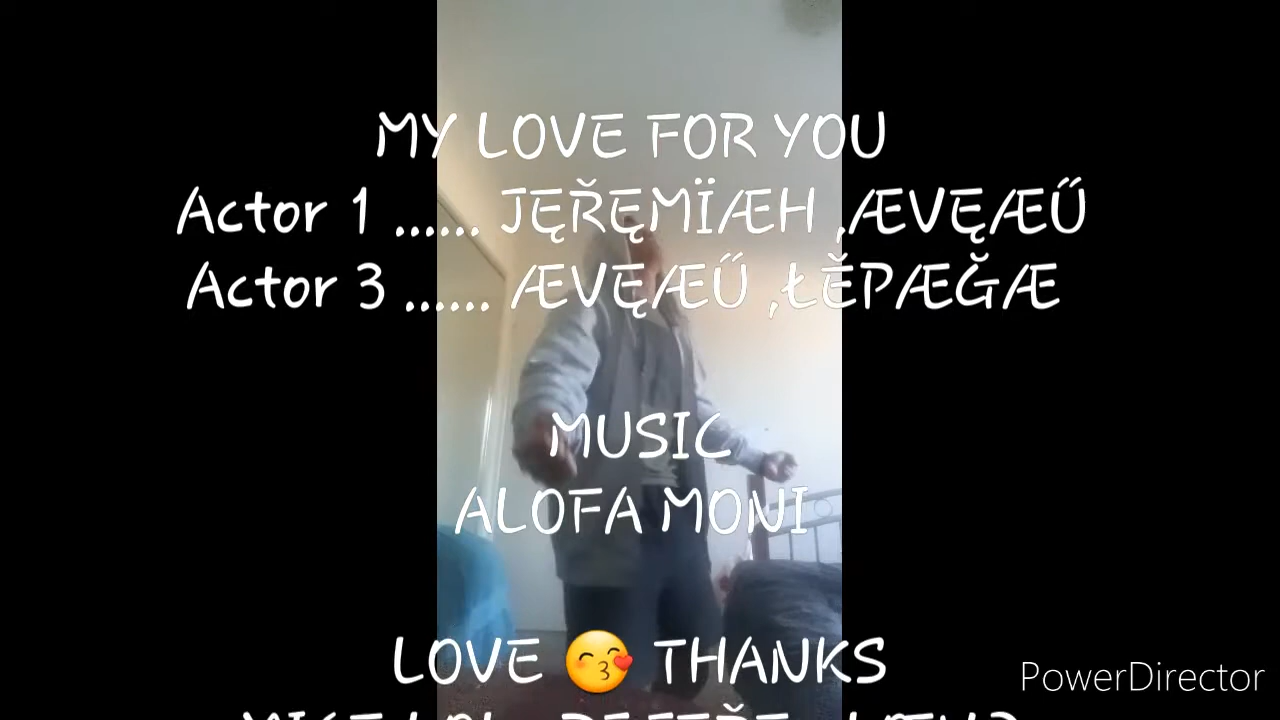 MY LOVE FOR YOU
Actor 1 ...... JĘŘĘMÏÆH ,ÆVĘÆŰ
Actor 3 ...... ÆVĘÆŰ ,ŁĚPÆĞÆ
MUSIC
ALOFA MONI
LOVE 😙 THANKS
PowerDirector